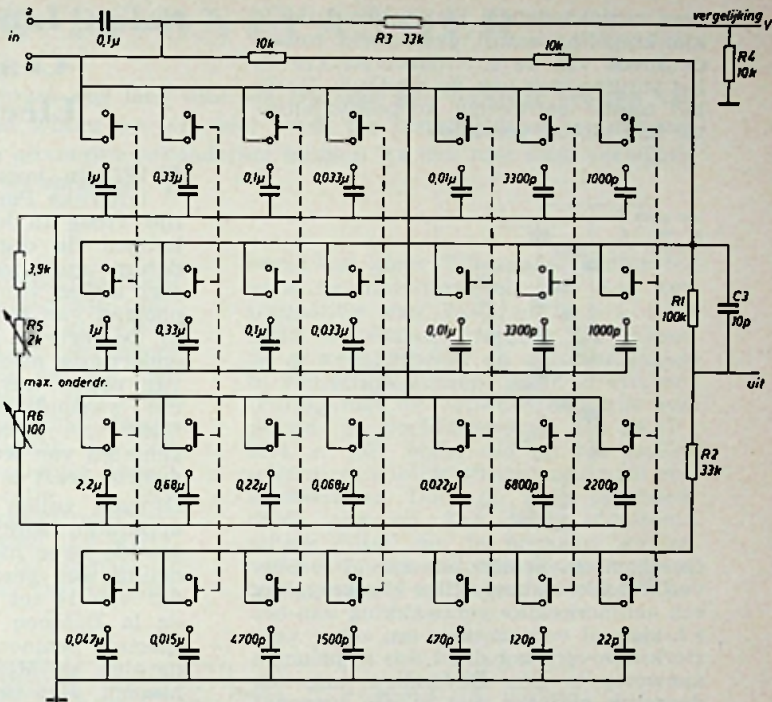 a
in
b
0,1μ
10k
R3 33k
10k
vergelijking V
R4
10k
1μ 0,33μ 0,1μ 0,033μ 0,01μ 3300p 1000p
3,9k
R5
2k
max. onderdr.
R6
100
1μ 0,33μ 0,1μ 0,033μ 0,01μ 3300p 1000p
R1
100k
C3
10p
uit
R2
33k
2,2μ 0,68μ 0,22μ 0,068μ 0,022μ 6800p 2200p
0,047μ 0,015μ 4700p 1500p 470p 120p 22p